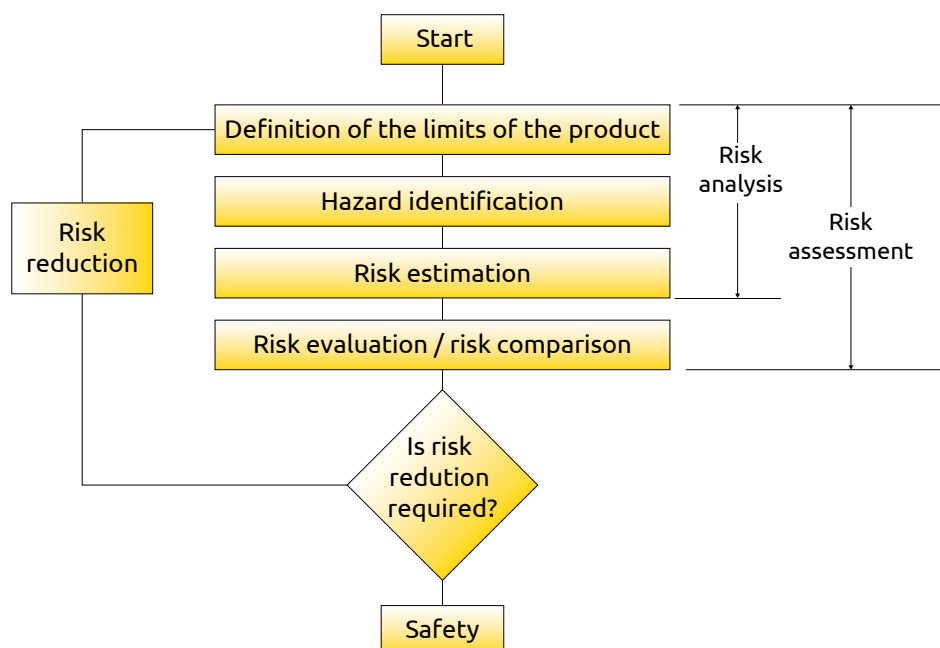 Start
Definition of the limits of the product
Hazard identification
Risk estimation
Risk evaluation / risk comparison
Risk
analysis
Risk
assessment
Risk
reduction
Is risk
redution
required?
Safety